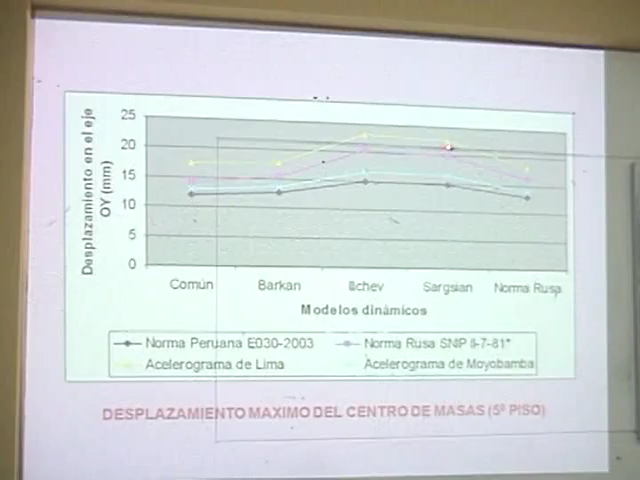 Desplazamiento en el eje
OY (mm)
25
20
15
10
5
0
Común Barkan Ilichev Sargsian Norma Rusa
Modelos dinámicos
Norma Peruana E030-2003 Norma Rusa SNIP II-7-81*
Acelerograma de Lima Acelerograma de Moyobamba
DESPLAZAMIENTO MAXIMO DEL CENTRO DE MASAS (5º PISO)